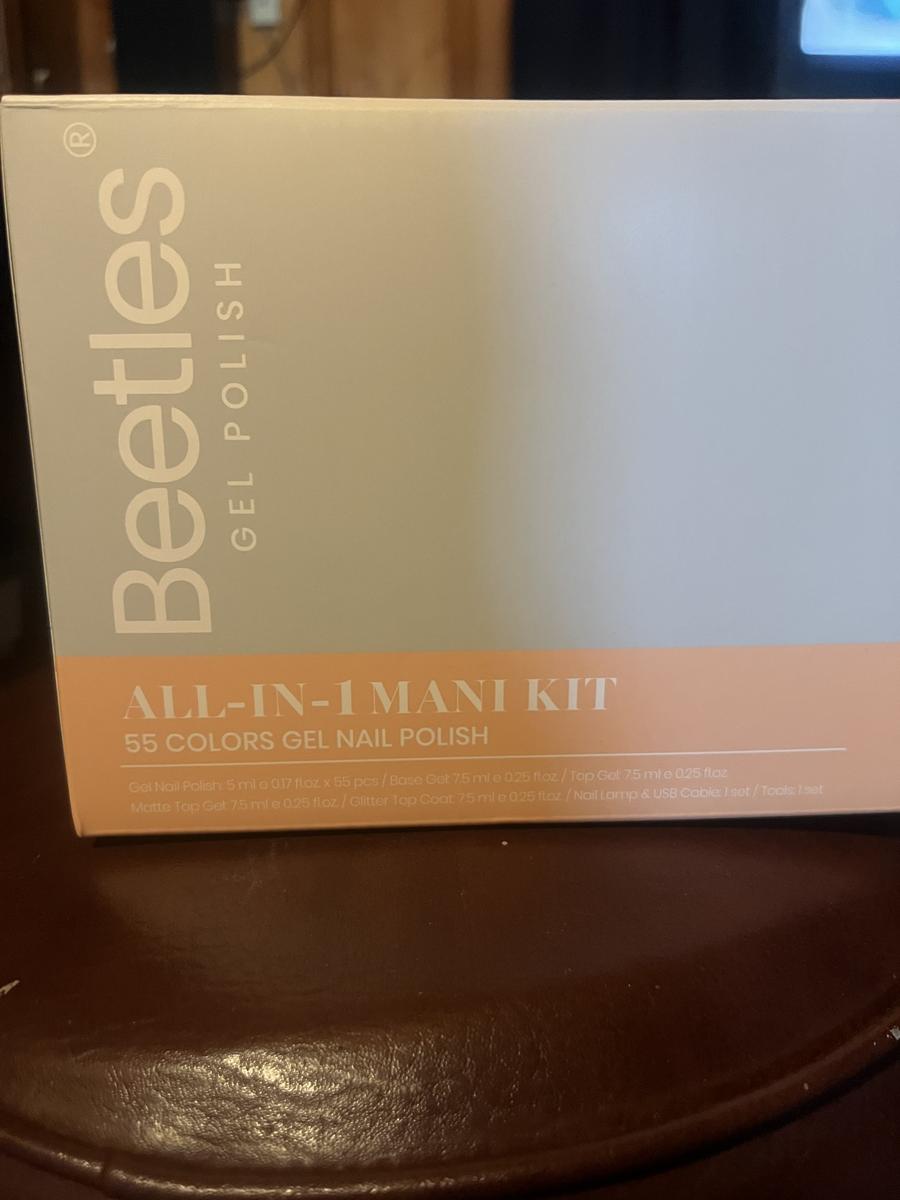 Beetles®
GEL POLISH
ALL-IN-1 MANI KIT
55 COLORS GEL NAIL POLISH
Gel Nail Polish: 5 ml e 0.17 fl.oz. x 55 pcs / Base Gel: 7.5 ml e 0.25 fl.oz. / Top Gel: 7.5 ml e 0.25 fl.oz.
Matte Top Gel: 7.5 ml e 0.25 fl.oz. / Glitter Top Coat: 7.5 ml e 0.25 fl.oz. / Nail Lamp & USB Cable: 1 set / Tools: 1 set